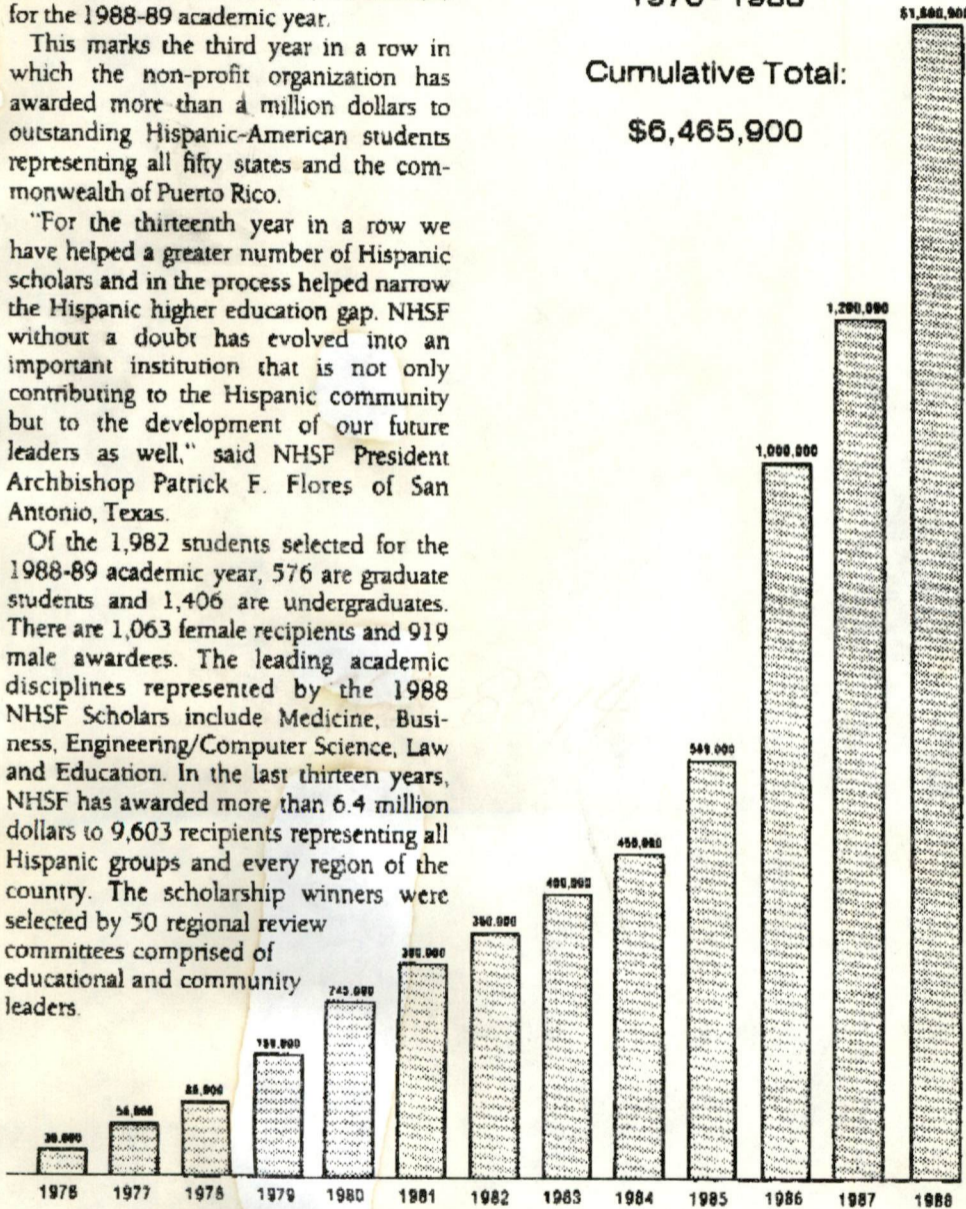 for the 1988-89 academic year.
This marks the third year in a row in
which the non-profit organization has
awarded more than a million dollars to
outstanding Hispanic-American students
representing all fifty states and the com-
monwealth of Puerto Rico.
"For the thirteenth year in a row we
have helped a greater number of Hispanic
scholars and in the process helped narrow
the Hispanic higher education gap. NHSF
without a doubt has evolved into an
important institution that is not only
contributing to the Hispanic community
but to the development of our future
leaders as well," said NHSF President
Archbishop Patrick F. Flores of San
Antonio, Texas.
Of the 1,982 students selected for the
1988-89 academic year, 576 are graduate
students and 1,406 are undergraduates.
There are 1,063 female recipients and 919
male awardees. The leading academic
disciplines represented by the 1988
NHSF Scholars include Medicine, Busi-
ness, Engineering/Computer Science, Law
and Education. In the last thirteen years,
NHSF has awarded more than 6.4 million
dollars to 9,603 recipients representing all
Hispanic groups and every region of the
country. The scholarship winners were
selected by 50 regional review
committees comprised of
educational and community
leaders.
Cumulative Total:
$6,465,900
1,200,000
1,000,000
450,000
400,000
1976 1977 1978 1979 1980 1981 1982 1983 1984 1985 1986 1987 1988